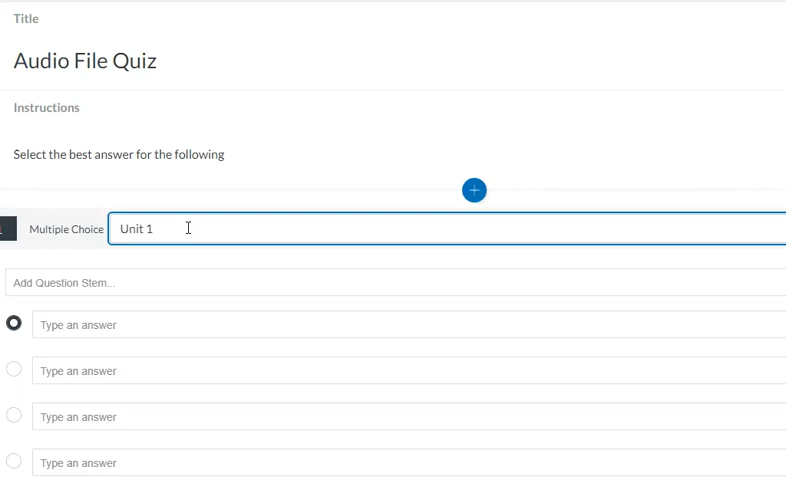 Title
Audio File Quiz
Instructions
Select the best answer for the following
Multiple Choice Unit 1
Add Question Stem...
Type an answer
Type an answer
Type an answer
Type an answer